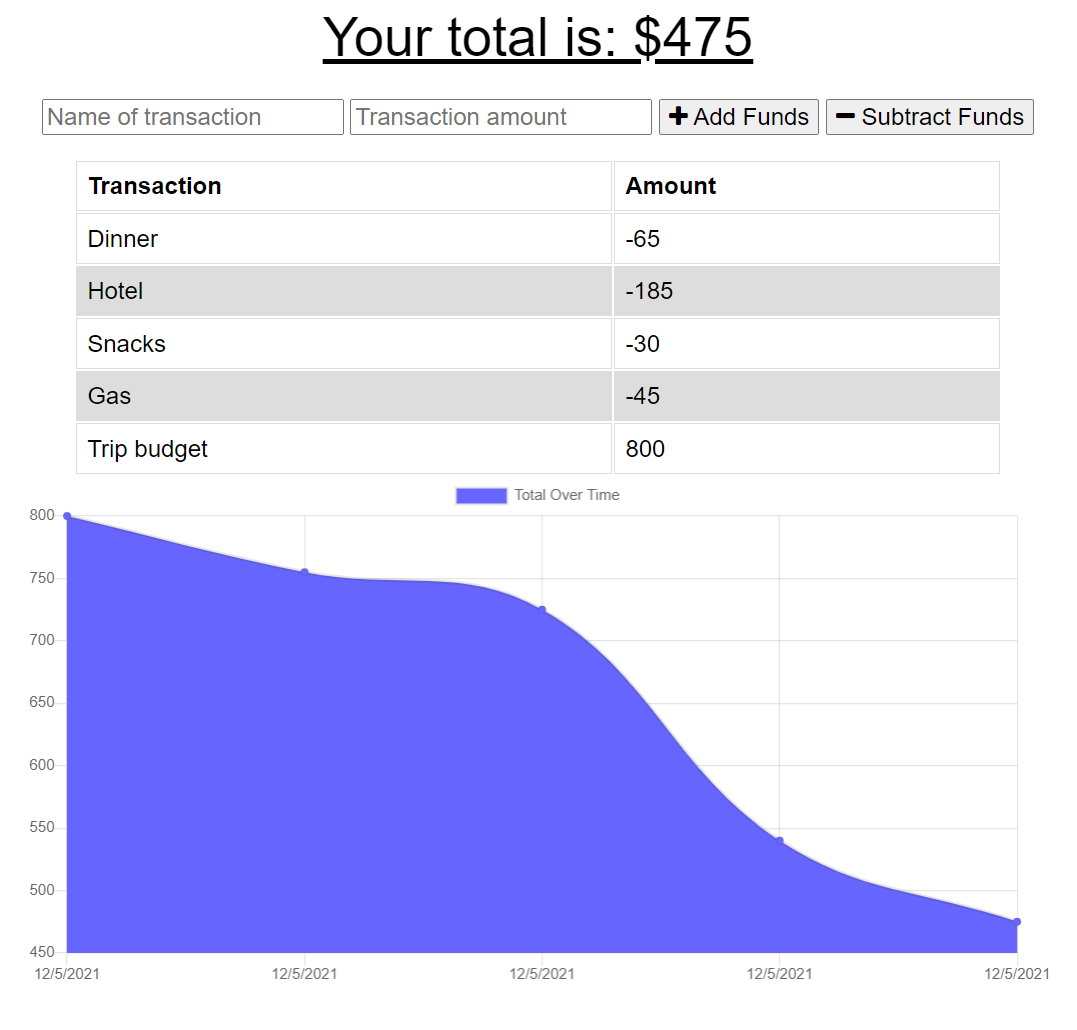 Your total is: $475
Name of transaction Transaction amount Add Funds Subtract Funds
Transaction Amount
Dinner -65
Hotel -185
Snacks -30
Gas -45
Trip budget 800
Total Over Time
800
750
700
650
600
550
500
450
12/5/2021 12/5/2021 12/5/2021 12/5/2021 12/5/2021